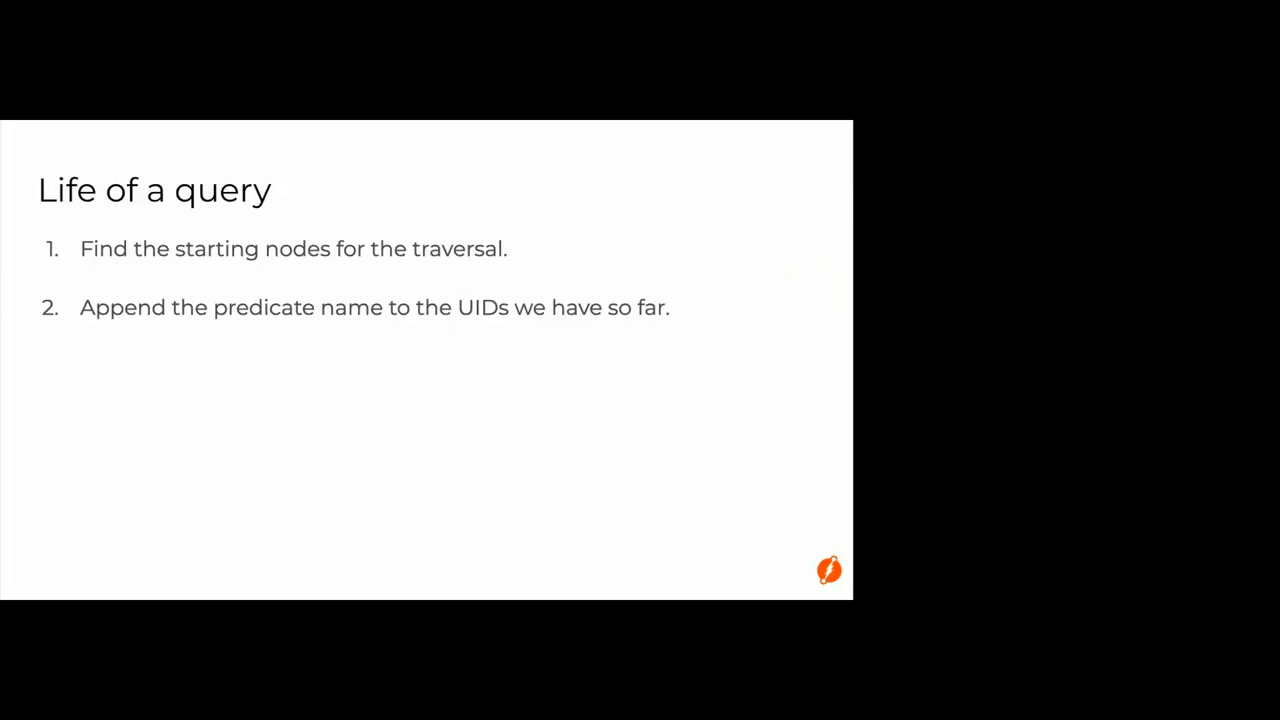 Life of a query
1. Find the starting nodes for the traversal.
2. Append the predicate name to the UIDs we have so far.